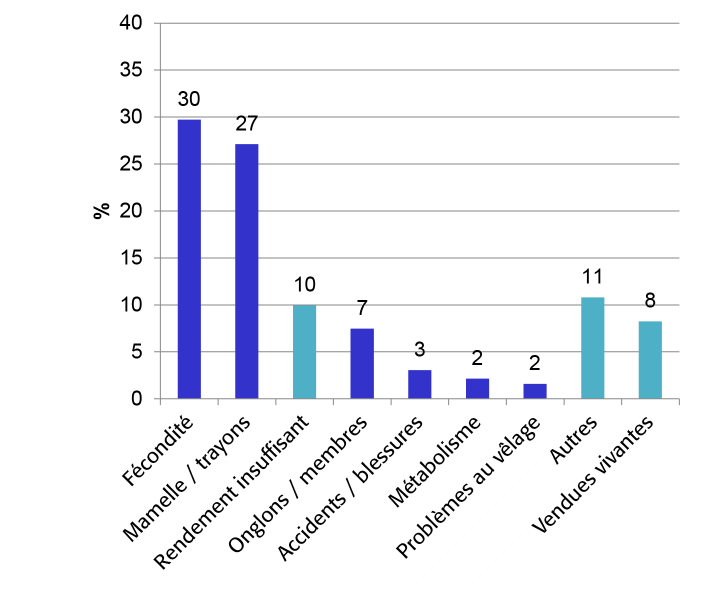 40
35
30
25
20
15
10
5
0
%
30
27
10
7
3
2
2
11
8
Fécondité
Mamelle / trayons
Rendement insuffisant
Onglons / membres
Accidents / blessures
Métabolisme
Problèmes au vêlage
Autres
Vendues vivantes